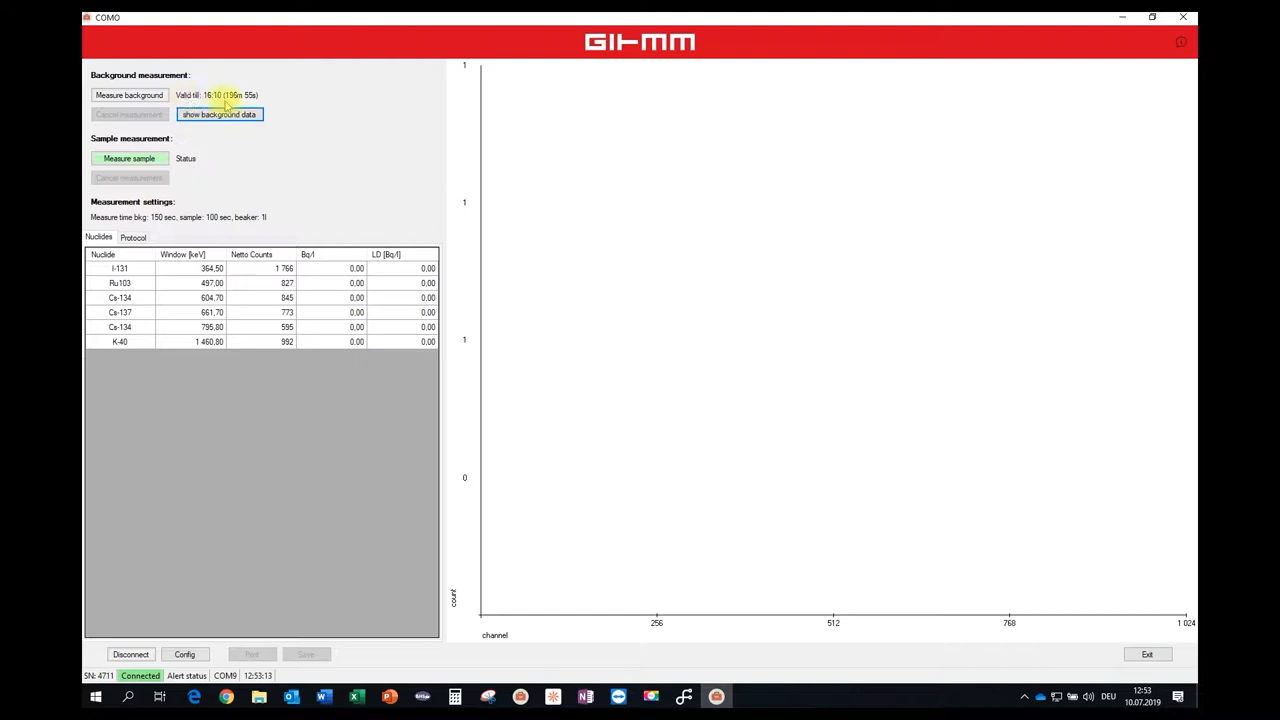 COMO
GIHMM
Background measurement:
Measure background Valid till: 16:10 (196m 55s)
Cancel measurement show background data
Sample measurement:
Measure sample Status
Cancel measurement
Measurement settings:
Measure time bkg: 150 sec, sample: 100 sec, beaker: 1l
Nuclides Protocol
Nuclide Window [keV] Netto Counts Bq/l LD [Bq/l]
I-131 364,50 1 766 0,00 0,00
Ru103 497,00 827 0,00 0,00
Cs-134 604,70 845 0,00 0,00
Cs-137 661,70 773 0,00 0,00
Cs-134 795,80 595 0,00 0,00
K-40 1 460,80 992 0,00 0,00
1
1
1
0
count
256 512 768 1 024
channel
Disconnect Config Print Save Exit
SN: 4711 Connected Alert status COM9 12:53:13
DEU 12:53
10.07.2019